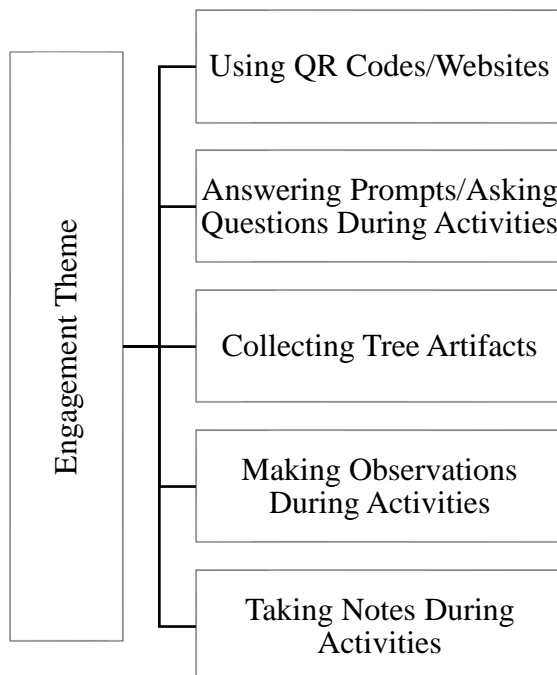 Engagement Theme
Using QR Codes/Websites
Answering Prompts/Asking
Questions During Activities
Collecting Tree Artifacts
Making Observations
During Activities
Taking Notes During
Activities